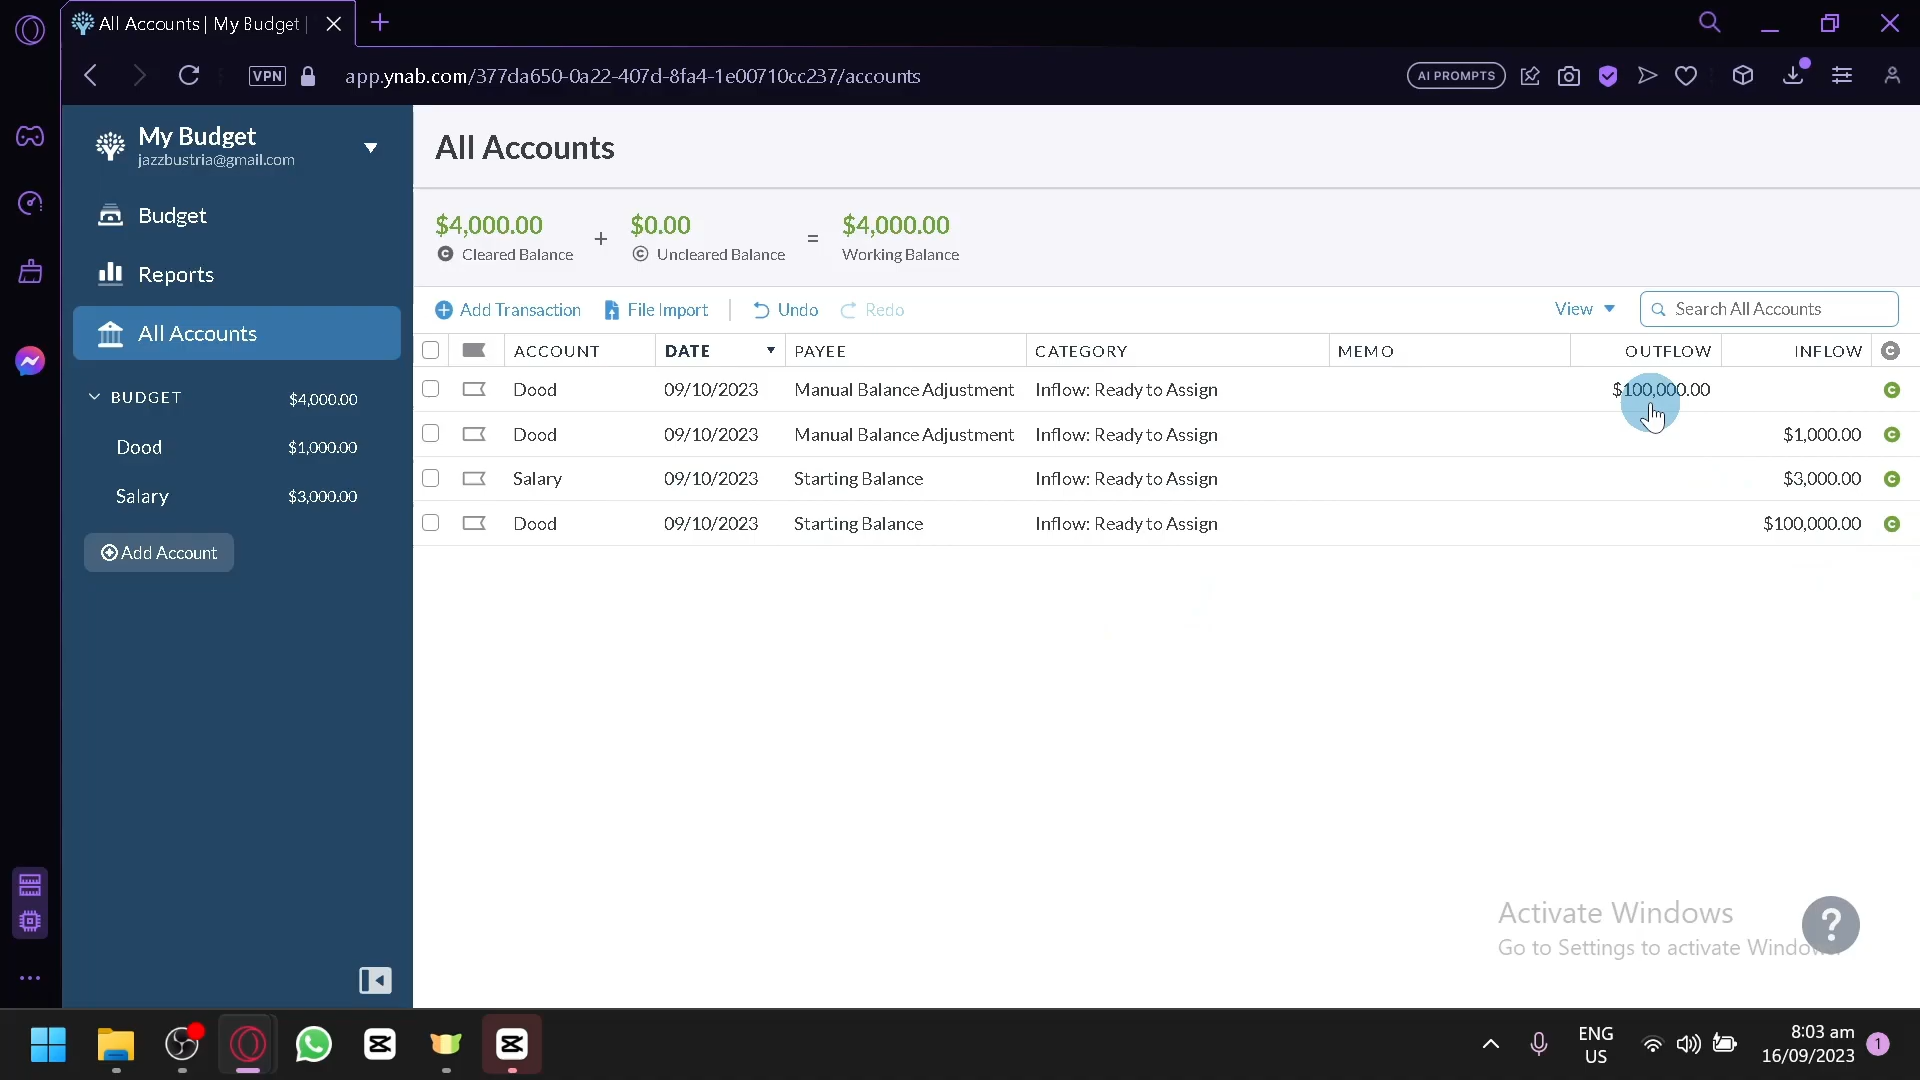 All Accounts | My Budget |
VPN
app.ynab.com/377da650-0a22-407d-8fa4-1e00710cc237/accounts
AI PROMPTS
My Budget
jazzbustria@gmail.com
Budget
Reports
All Accounts
BUDGET $4,000.00
Dood $1,000.00
Salary $3,000.00
Add Account
All Accounts
$4,000.00 + $0.00 = $4,000.00
C Cleared Balance C Uncleared Balance Working Balance
Add Transaction File Import Undo Redo View Search All Accounts
ACCOUNT DATE PAYEE CATEGORY MEMO OUTFLOW INFLOW C
Dood 09/10/2023 Manual Balance Adjustment Inflow: Ready to Assign $100,000.00 C
Dood 09/10/2023 Manual Balance Adjustment Inflow: Ready to Assign $1,000.00 C
Salary 09/10/2023 Starting Balance Inflow: Ready to Assign $3,000.00 C
Dood 09/10/2023 Starting Balance Inflow: Ready to Assign $100,000.00 C
Activate Windows
Go to Settings to activate Windo
?
ENG
US
8:03 am
16/09/2023
1